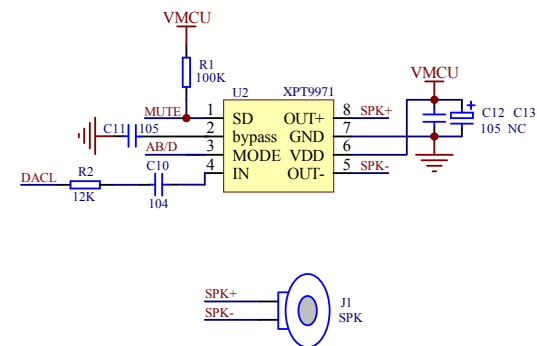 VMCU
R1
100K
U2 XPT9971
VMCU
MUTE 1 SD OUT+ 8 SPK+
C12 C13
C11 105 2 bypass GND 7
105 NC
AB/D 3 MODE VDD 6
C10 4 IN OUT- 5 SPK-
DACL R2
12K 104
SPK+
J1
SPK-
SPK